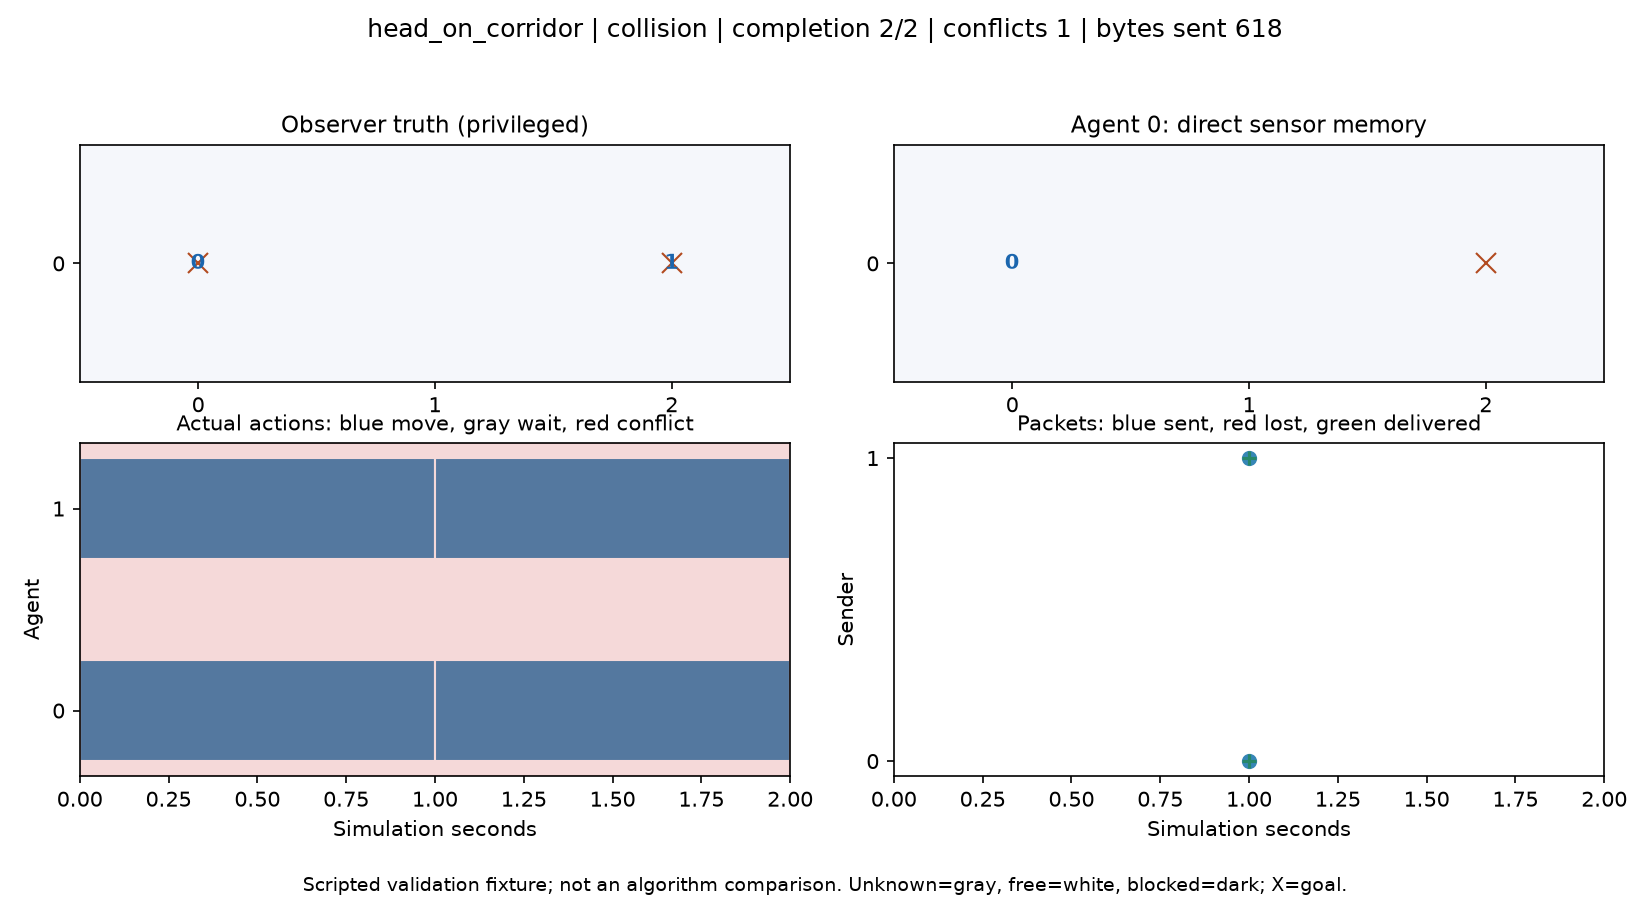 head_on_corridor | collision | completion 2/2 | conflicts 1 | bytes sent 618
Observer truth (privileged)
0
0
1
0
1
2
Agent 0: direct sensor memory
0
0
0
1
2
Actual actions: blue move, gray wait, red conflict
Agent
1
0
0.00 0.25 0.50 0.75 1.00 1.25 1.50 1.75 2.00
Simulation seconds
Packets: blue sent, red lost, green delivered
Sender
1
0
0.00 0.25 0.50 0.75 1.00 1.25 1.50 1.75 2.00
Simulation seconds
Scripted validation fixture; not an algorithm comparison. Unknown=gray, free=white, blocked=dark; X=goal.